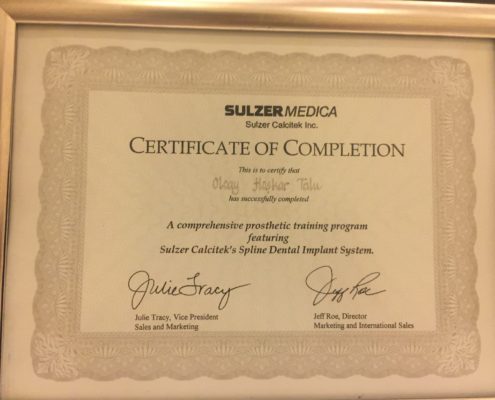 SULZERMEDICA
Sulzer Calcitek Inc.
CERTIFICATE OF COMPLETION
This is to certify that
has successfully completed
A comprehensive prosthetic training program
featuring
Sulzer Calcitek's Spline Dental Implant System.
Julie Tracy
Jeff Roe
Julie Tracy, Vice President
Sales and Marketing
Jeff Roe, Director
Marketing and International Sales